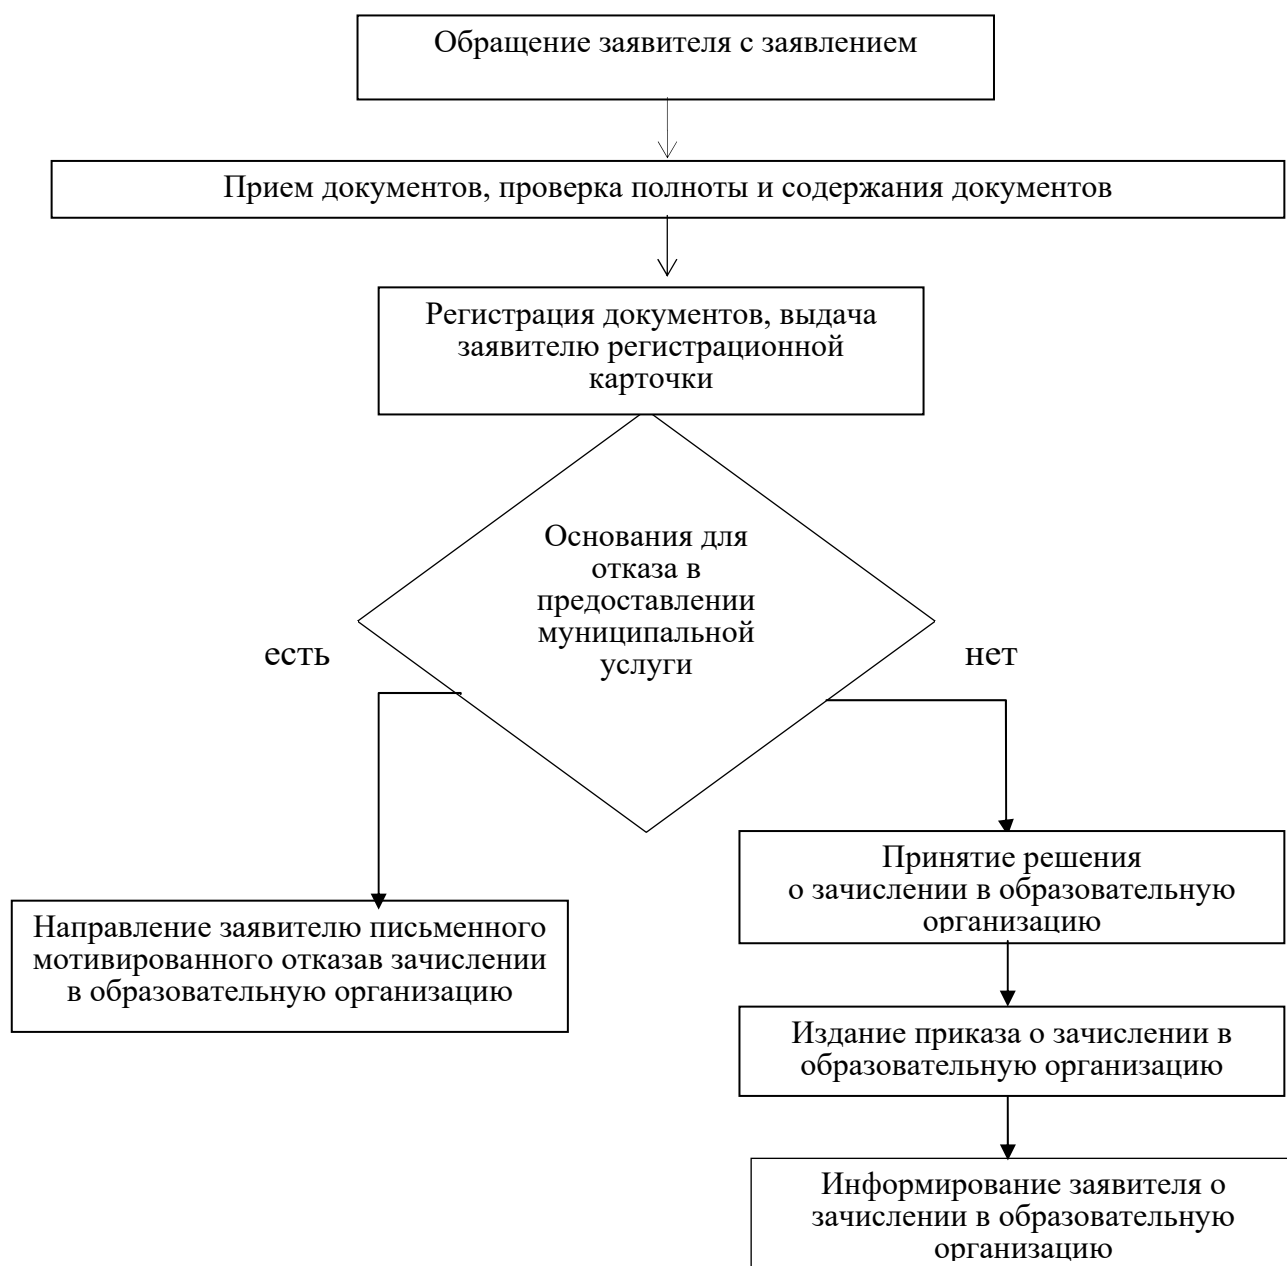 Обращение заявителя с заявлением
Прием документов, проверка полноты и содержания документов
Регистрация документов, выдача
заявителю регистрационной
карточки
Основания для
отказа в
предоставлении
муниципальной
услуги
есть
нет
Принятие решения
о зачислении в образовательную
организацию
Направление заявителю письменного
мотивированного отказав зачислении
в образовательную организацию
Издание приказа о зачислении в
образовательную организацию
Информирование заявителя о
зачислении в образовательную
организацию